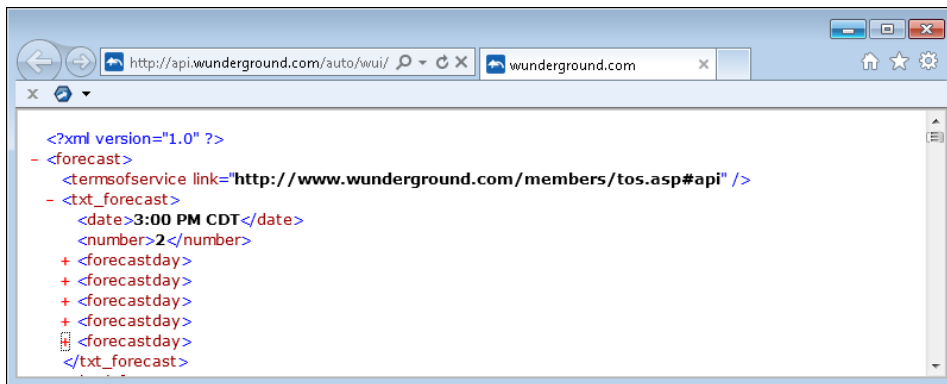 http://api.wunderground.com/auto/wui/
wunderground.com
<?xml version="1.0" ?>
- <forecast>
<termsofservice link="http://www.wunderground.com/members/tos.asp#api" />
- <txt_forecast>
<date>3:00 PM CDT</date>
<number>2</number>
+ <forecastday>
+ <forecastday>
+ <forecastday>
+ <forecastday>
+ <forecastday>
</txt_forecast>